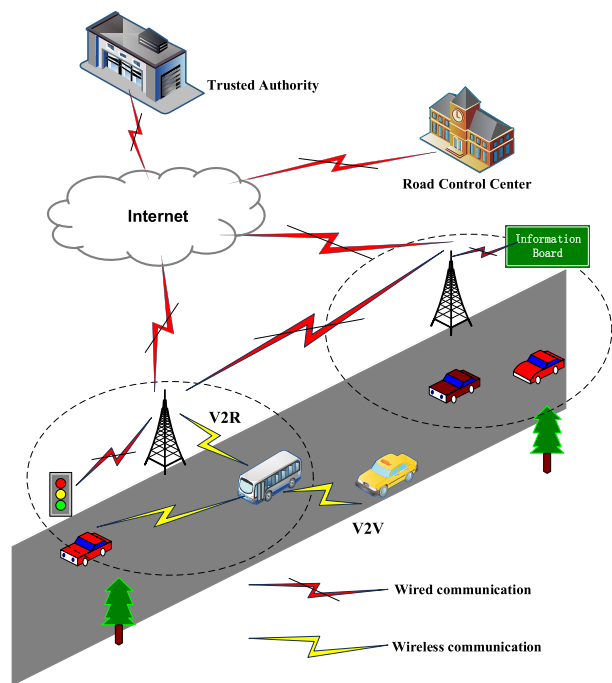 Trusted Authority
Road Control Center
Internet
Information
Board
V2R
V2V
Wired communication
Wireless communication